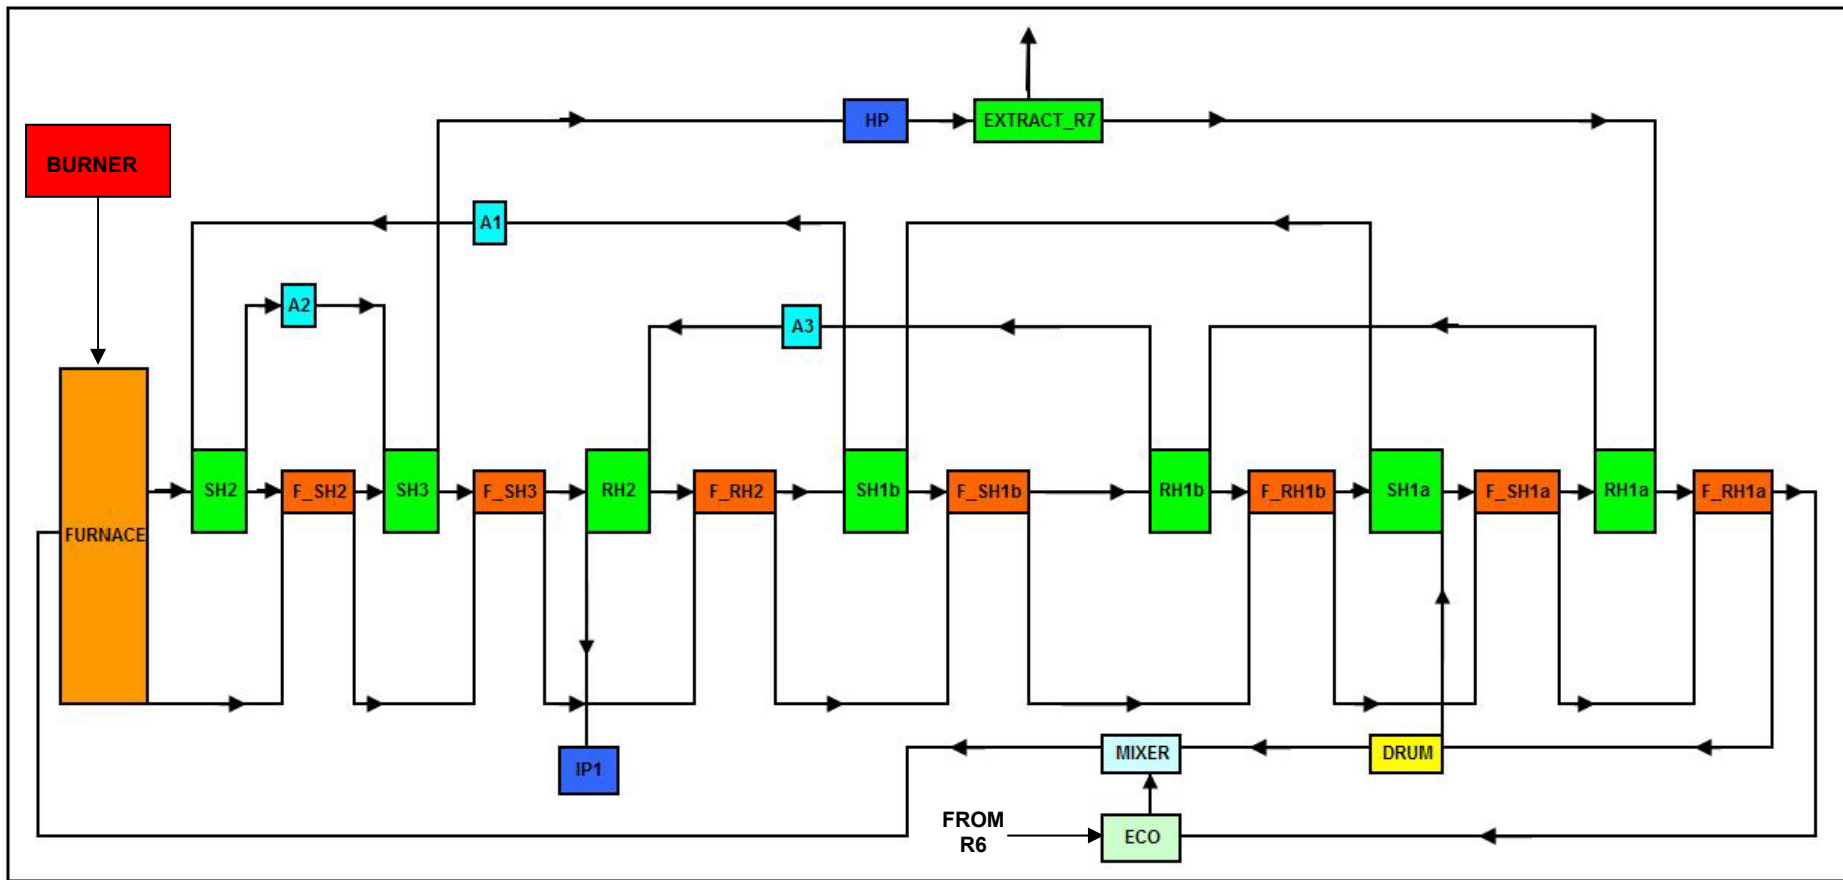 HP
EXTRACT_R7
BURNER
A1
A2
A3
SH2
F_SH2
SH3
F_SH3
RH2
F_RH2
SH1b
F_SH1b
RH1b
F_RH1b
SH1a
F_SH1a
RH1a
F_RH1a
FURNACE
IP1
MIXER
DRUM
FROM
R6
ECO